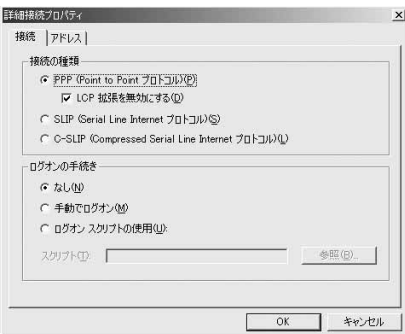 詳細接続プロパティ
接続 アドレス
接続の種類
PPP (Point to Point プロトコル)(P)
LCP 拡張を無効にする(D)
SLIP (Serial Line Internet プロトコル)(S)
C-SLIP (Compressed Serial Line Internet プロトコル)(L)
ログオンの手続き
なし(N)
手動でログオン(M)
ログオン スクリプトの使用(U):
スクリプト(T):
参照(B)...
OK キャンセル